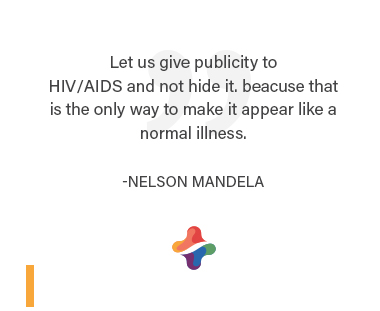 Let us give publicity to
HIV/AIDS and not hide it. beacuse that
is the only way to make it appear like a
normal illness.
-NELSON MANDELA